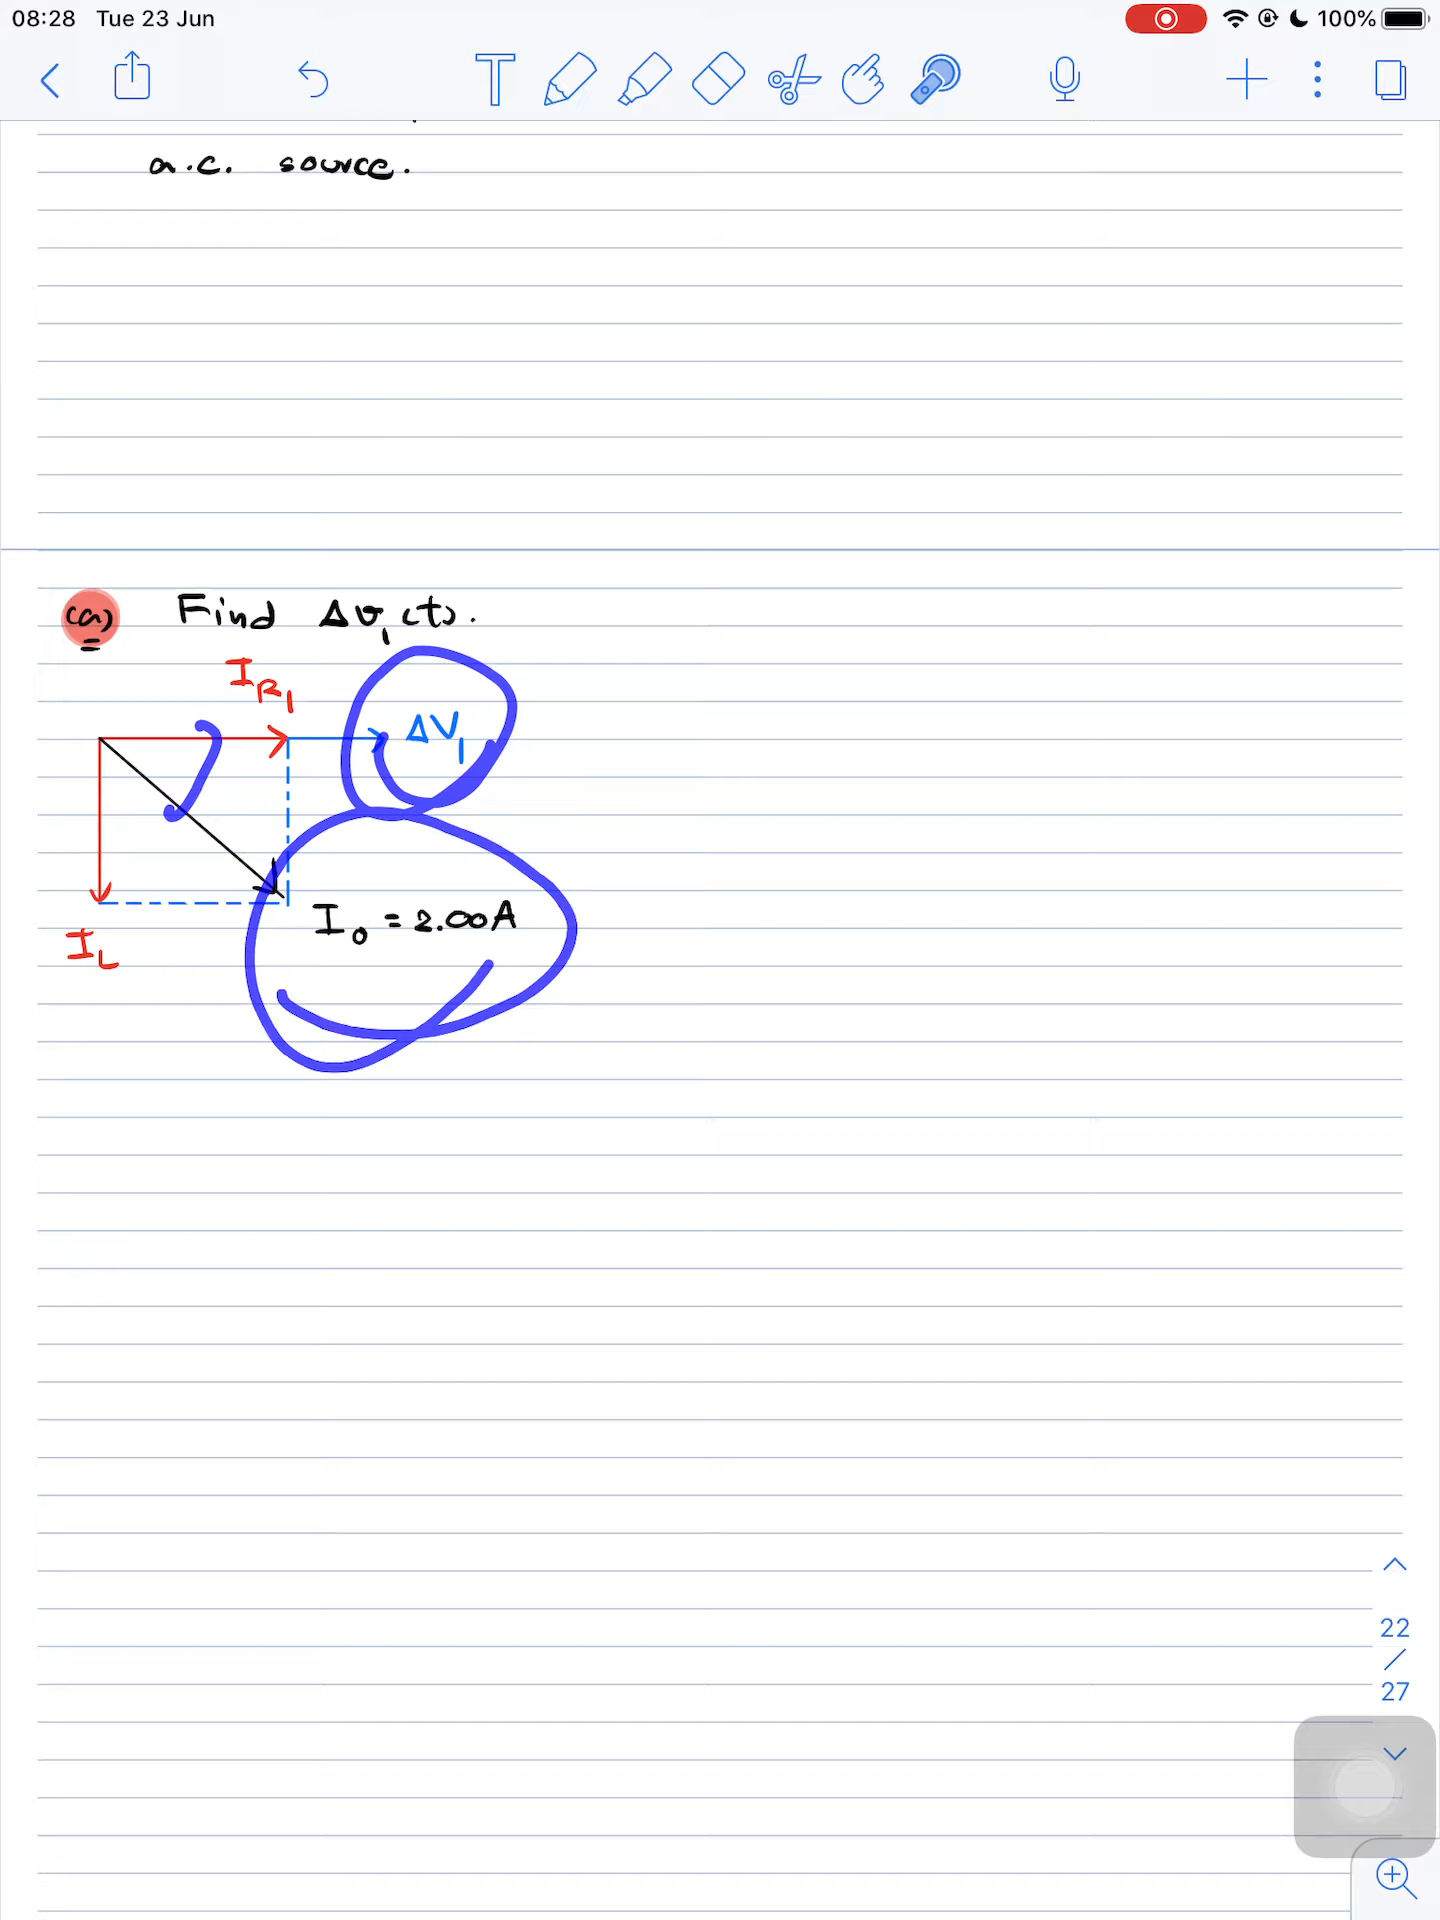 08:28 Tue 23 Jun 100%
T
a.c. source.
(a) Find Δv₁(t).
I_R₁
ΔV₁
I₀ = 2.00A
I_L
22
/
27